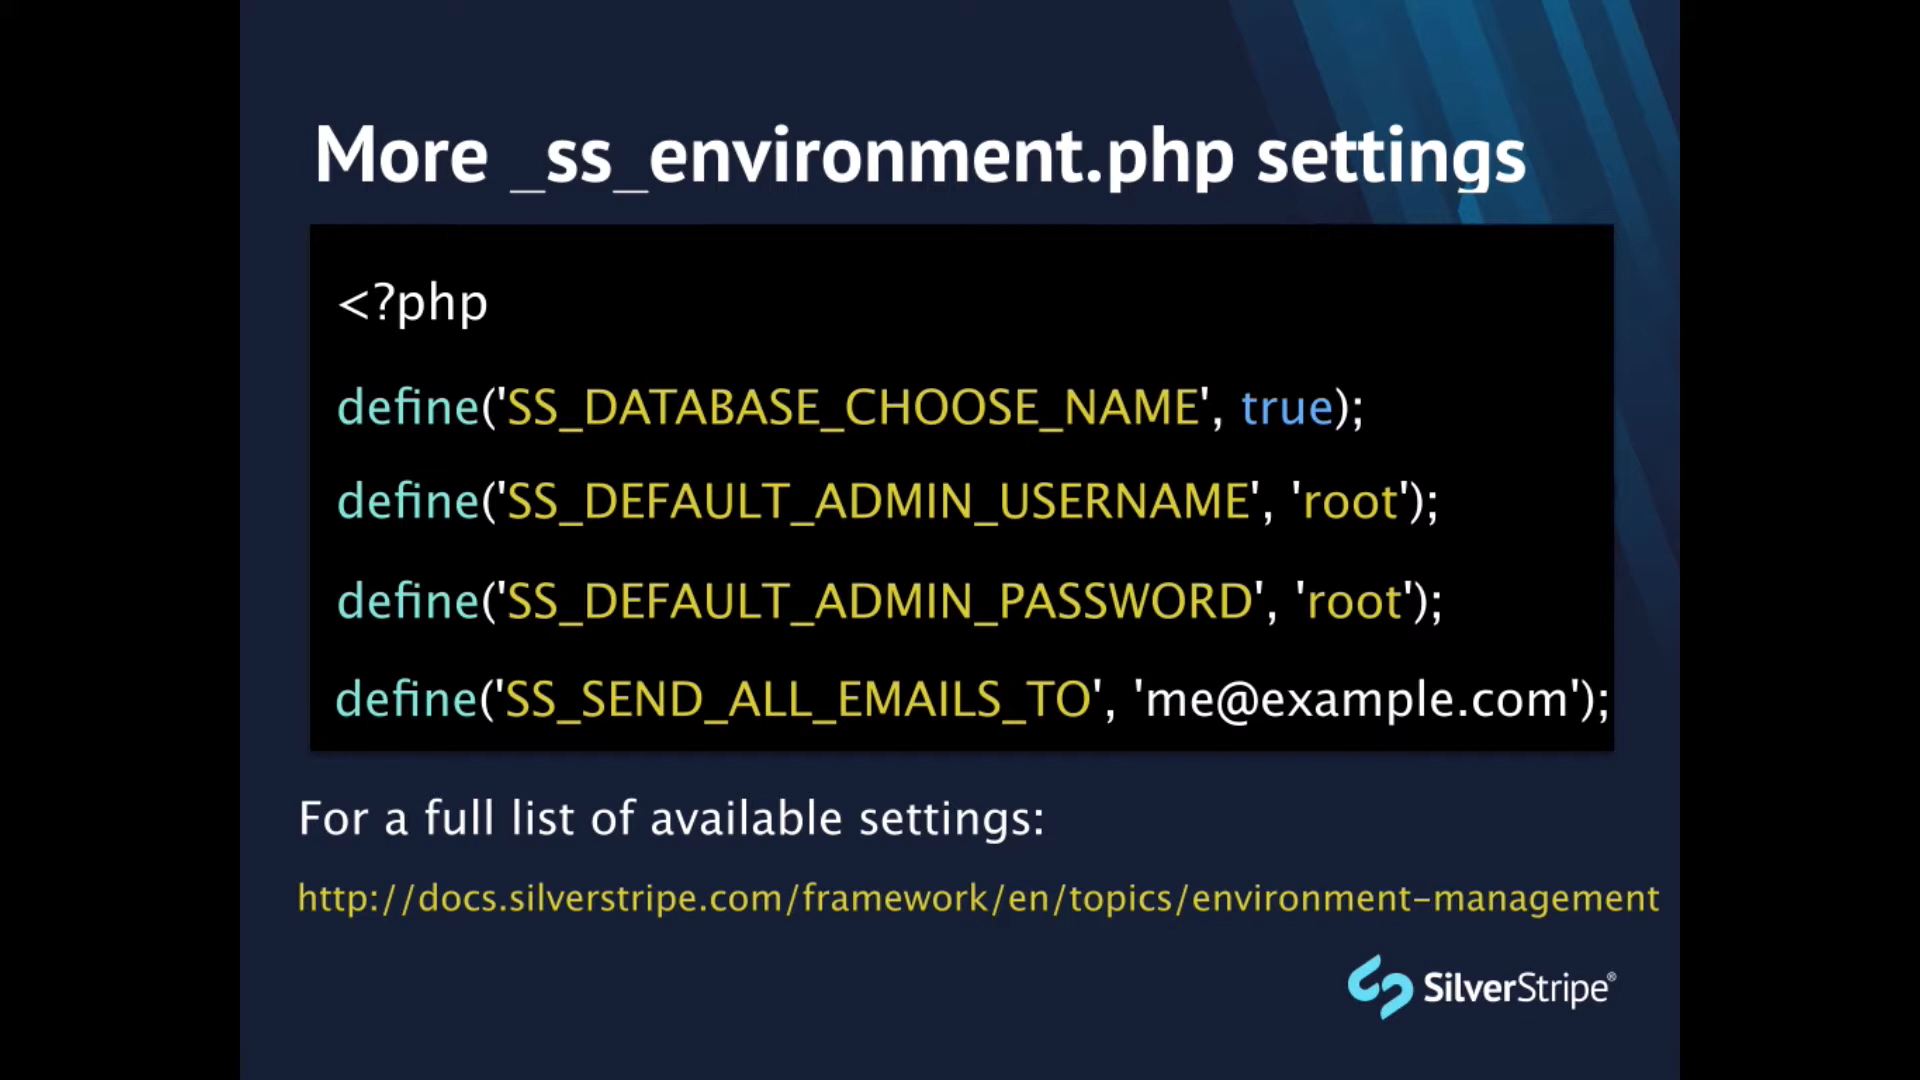 More _ss_environment.php settings
<?php
define('SS_DATABASE_CHOOSE_NAME', true);
define('SS_DEFAULT_ADMIN_USERNAME', 'root');
define('SS_DEFAULT_ADMIN_PASSWORD', 'root');
define('SS_SEND_ALL_EMAILS_TO', 'me@example.com');
For a full list of available settings:
http://docs.silverstripe.com/framework/en/topics/environment-management
SilverStripe®